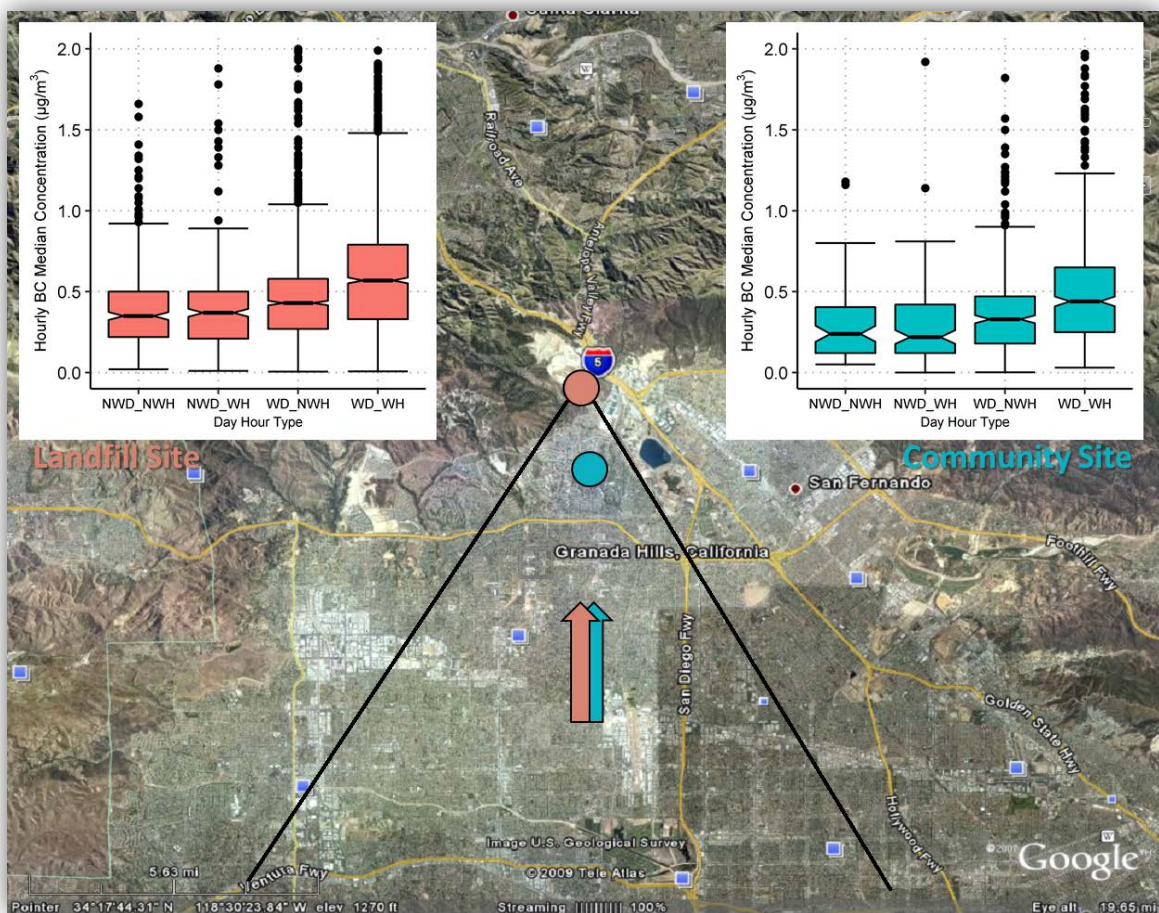 2.0
1.5
1.0
0.5
0.0
Hourly BC Median Concentration (µg/m³)
NWD_NWH NWD_WH WD_NWH WD_WH
Day Hour Type
Landfill Site
2.0
1.5
1.0
0.5
0.0
Hourly BC Median Concentration (µg/m³)
NWD_NWH NWD_WH WD_NWH WD_WH
Day Hour Type
Community Site
W
Railroad Ave
Antelope Valley Fwy
5
San Fernando
Granada Hills, California
Foothill Fwy
San Diego Fwy
Golden State Hwy
Hollywood Fwy
Ventura Fwy
5.63 mi
Image U.S. Geological Survey
© 2009 Tele Atlas
W
Google
Pointer 34°17'44.31" N 118°30'23.84" W elev 1270 ft
Streaming |||||||||| 100%
Eye alt 19.65 mi